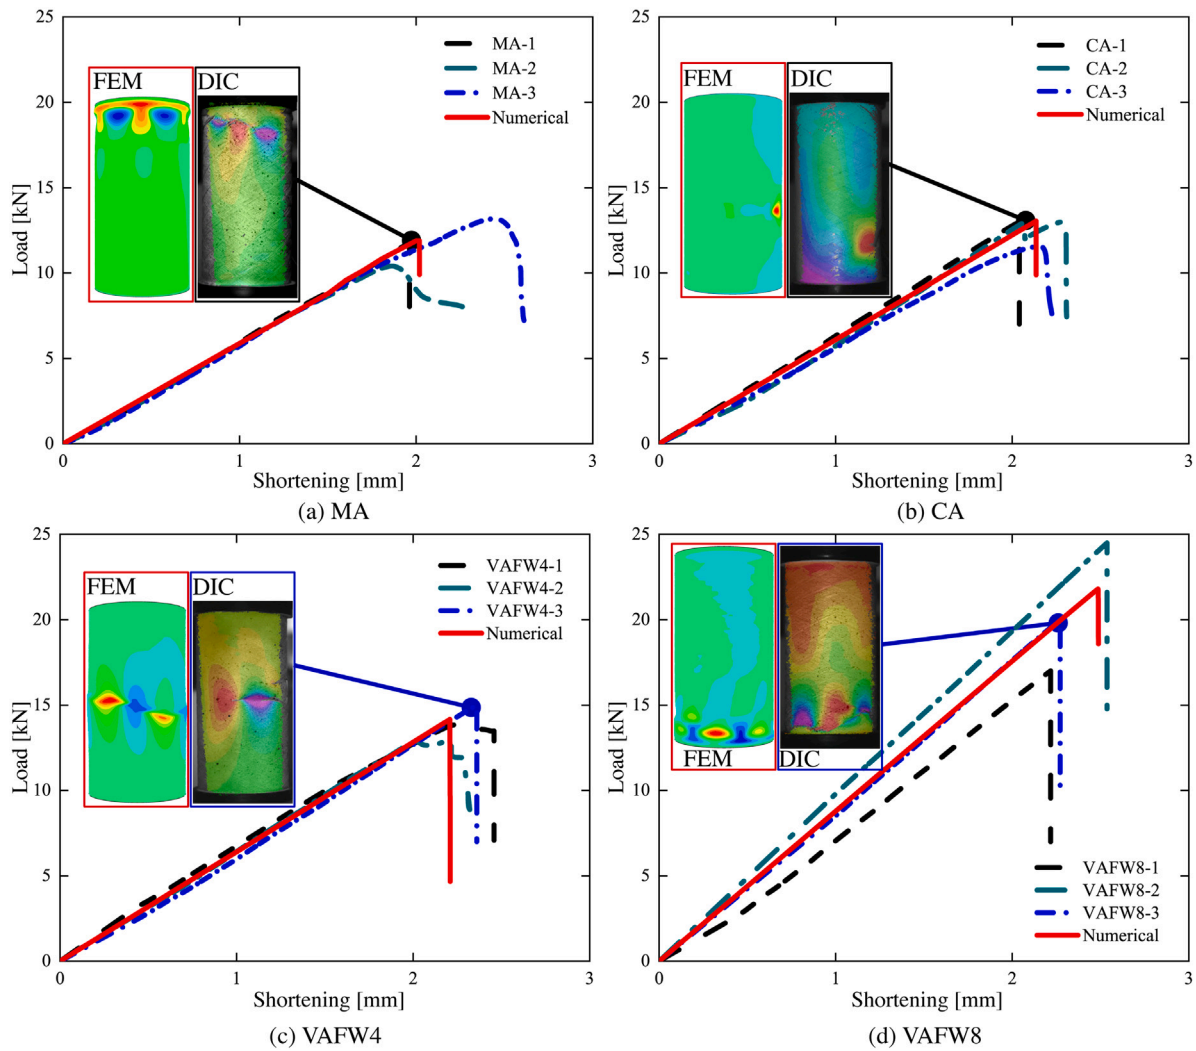 25
20
15
10
5
0
Load [kN]
FEM
DIC
MA-1
MA-2
MA-3
Numerical
0
1
2
3
Shortening [mm]
(a) MA
25
20
15
10
5
0
Load [kN]
FEM
DIC
CA-1
CA-2
CA-3
Numerical
0
1
2
3
Shortening [mm]
(b) CA
25
20
15
10
5
0
Load [kN]
FEM
DIC
VAFW4-1
VAFW4-2
VAFW4-3
Numerical
0
1
2
3
Shortening [mm]
(c) VAFW4
25
20
15
10
5
0
Load [kN]
FEM
DIC
VAFW8-1
VAFW8-2
VAFW8-3
Numerical
0
1
2
3
Shortening [mm]
(d) VAFW8